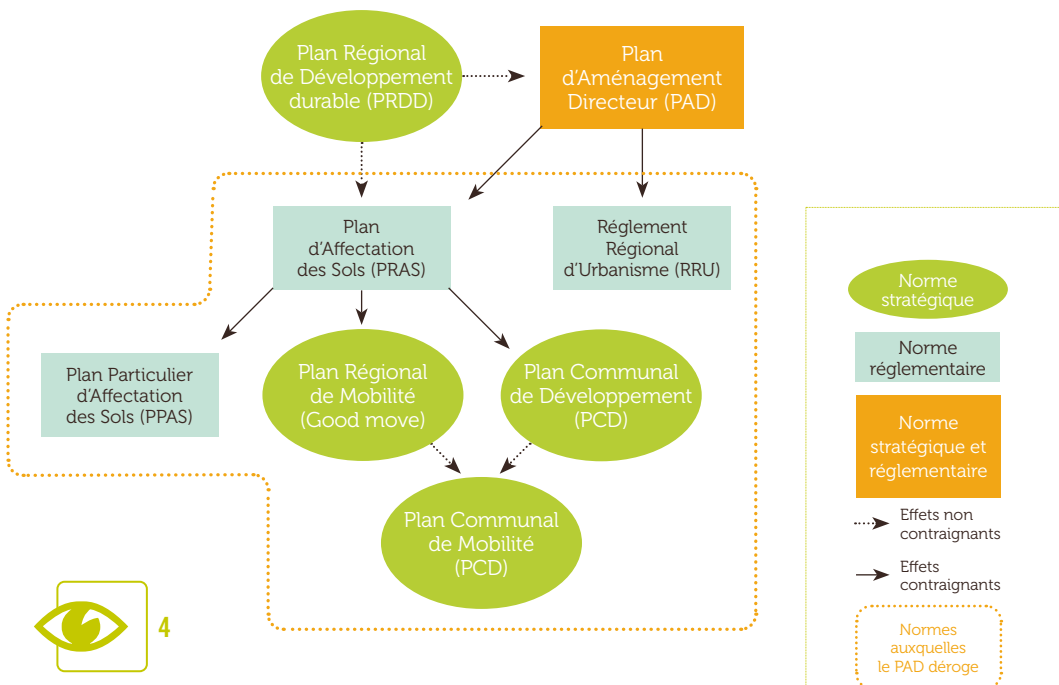 Plan Régional
de Développement
durable (PRDD)
Plan
d'Aménagement
Directeur (PAD)
Plan
d'Affectation
des Sols (PRAS)
Réglement
Régional
d'Urbanisme (RRU)
Plan Particulier
d'Affectation
des Sols (PPAS)
Plan Régional
de Mobilité
(Good move)
Plan Communal
de Développement
(PCD)
Plan Communal
de Mobilité
(PCD)
4
Norme
stratégique
Norme
réglementaire
Norme
stratégique et
réglementaire
Effets non
contraignants
Effets
contraignants
Normes
auxquelles
le PAD déroge